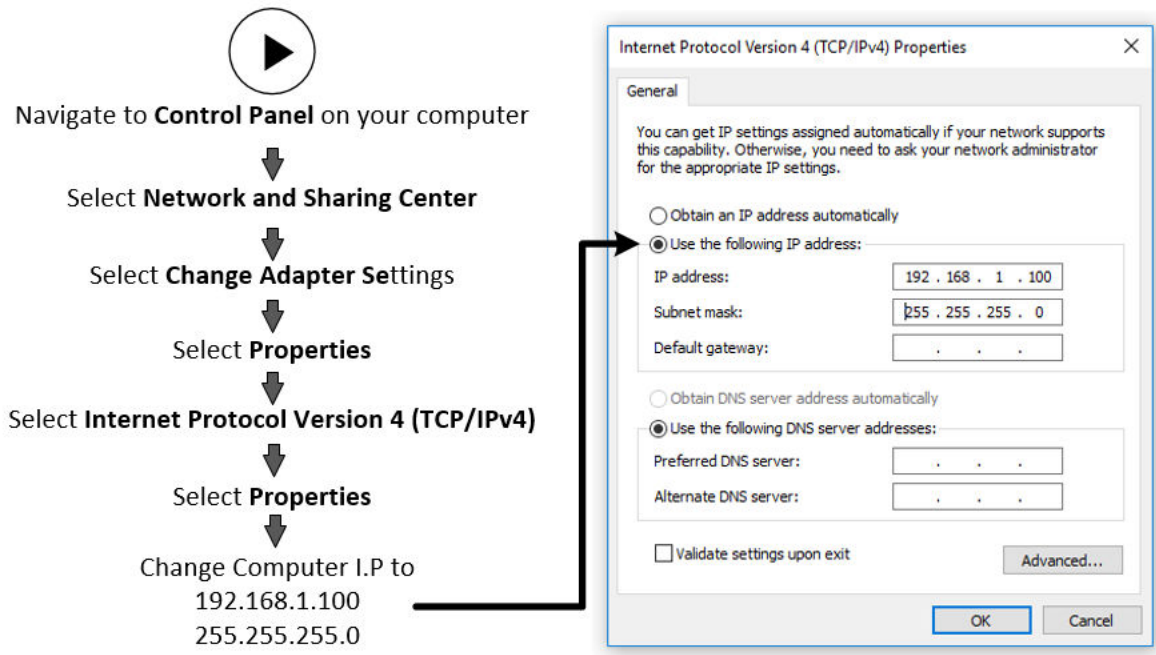 Navigate to Control Panel on your computer
Select Network and Sharing Center
Select Change Adapter Settings
Select Properties
Select Internet Protocol Version 4 (TCP/IPv4)
Select Properties
Change Computer I.P to
192.168.1.100
255.255.255.0
Internet Protocol Version 4 (TCP/IPv4) Properties
General
You can get IP settings assigned automatically if your network supports
this capability. Otherwise, you need to ask your network administrator
for the appropriate IP settings.
Obtain an IP address automatically
Use the following IP address:
IP address: 192 . 168 . 1 . 100
Subnet mask: 255 . 255 . 255 . 0
Default gateway: . . .
Obtain DNS server address automatically
Use the following DNS server addresses:
Preferred DNS server: . . .
Alternate DNS server: . . .
Validate settings upon exit
Advanced...
OK Cancel